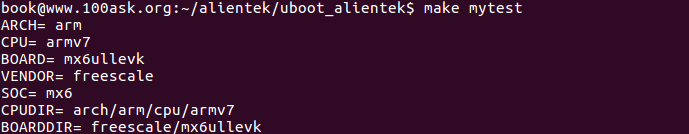 book@www.100ask.org:~/alientek/uboot_alientek$ make mytest
ARCH= arm
CPU= armv7
BOARD= mx6ullevk
VENDOR= freescale
SOC= mx6
CPUDIR= arch/arm/cpu/armv7
BOARDDIR= freescale/mx6ullevk